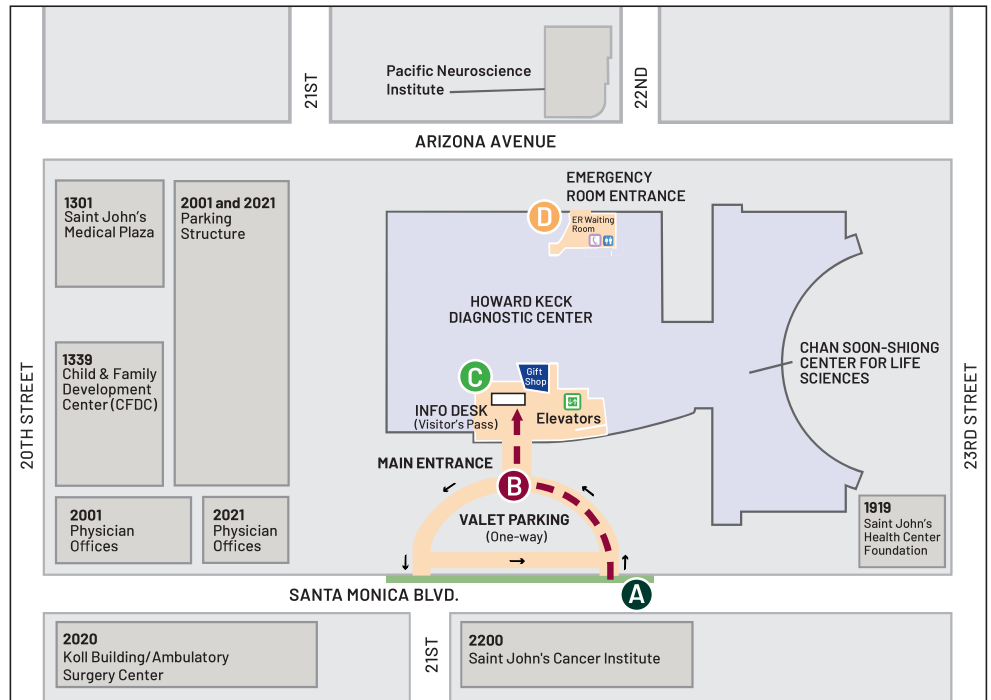 Pacific Neuroscience
Institute
21ST
22ND
ARIZONA AVENUE
1301
Saint John's
Medical Plaza
2001 and 2021
Parking
Structure
EMERGENCY
ROOM ENTRANCE
D
ER Waiting
Room
HOWARD KECK
DIAGNOSTIC CENTER
CHAN SOON-SHIONG
CENTER FOR LIFE
SCIENCES
1339
Child & Family
Development
Center (CFDC)
20TH STREET
23RD STREET
C
Gift
Shop
INFO DESK
(Visitor's Pass)
Elevators
MAIN ENTRANCE
B
VALET PARKING
(One-way)
2001
Physician
Offices
2021
Physician
Offices
1919
Saint John's
Health Center
Foundation
SANTA MONICA BLVD.
A
2020
Koll Building/Ambulatory
Surgery Center
21ST
2200
Saint John's Cancer Institute